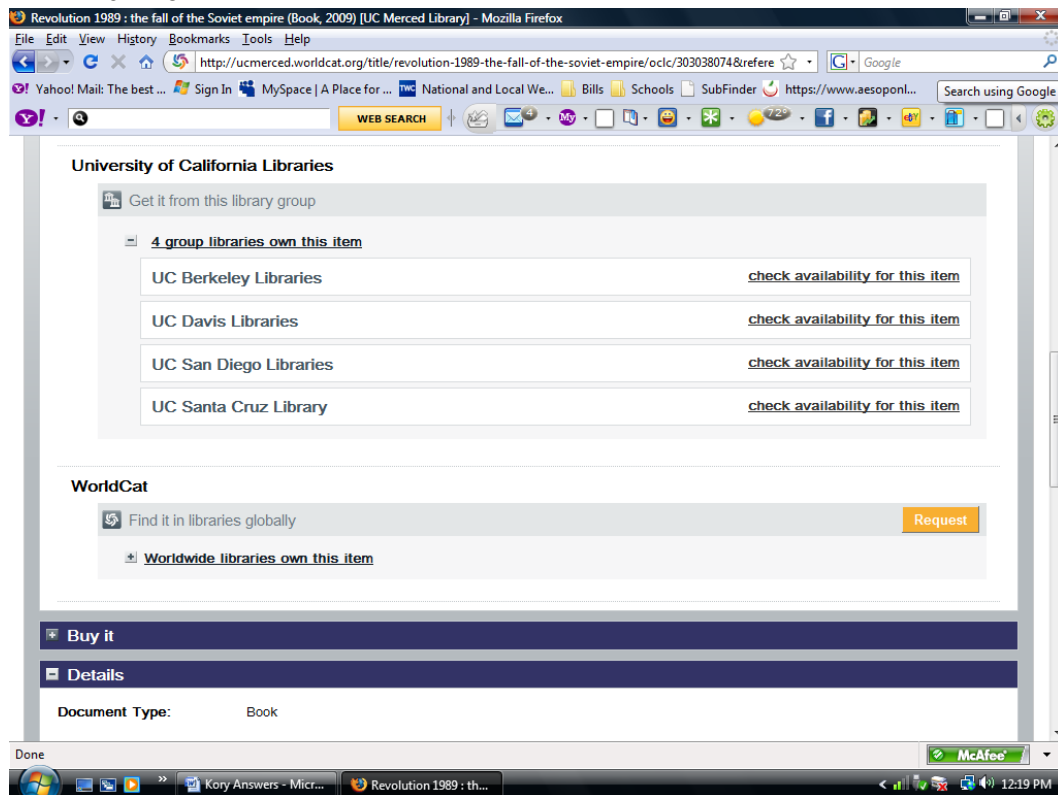 Revolution 1989 : the fall of the Soviet empire (Book, 2009) [UC Merced Library] - Mozilla Firefox
File Edit View History Bookmarks Tools Help
http://ucmerced.worldcat.org/title/revolution-1989-the-fall-of-the-soviet-empire/oclc/303038074&refere G Google
Yahoo! Mail: The best ... Sign In MySpace | A Place for ... TWC National and Local We... Bills Schools SubFinder https://www.aesoponl... Search using Google
Y! WEB SEARCH 4 My 72° f ebY
University of California Libraries
Get it from this library group
4 group libraries own this item
UC Berkeley Libraries check availability for this item
UC Davis Libraries check availability for this item
UC San Diego Libraries check availability for this item
UC Santa Cruz Library check availability for this item
WorldCat
Find it in libraries globally Request
Worldwide libraries own this item
Buy it
Details
Document Type: Book
Done McAfee
Kory Answers - Micr... Revolution 1989 : th... 12:19 PM